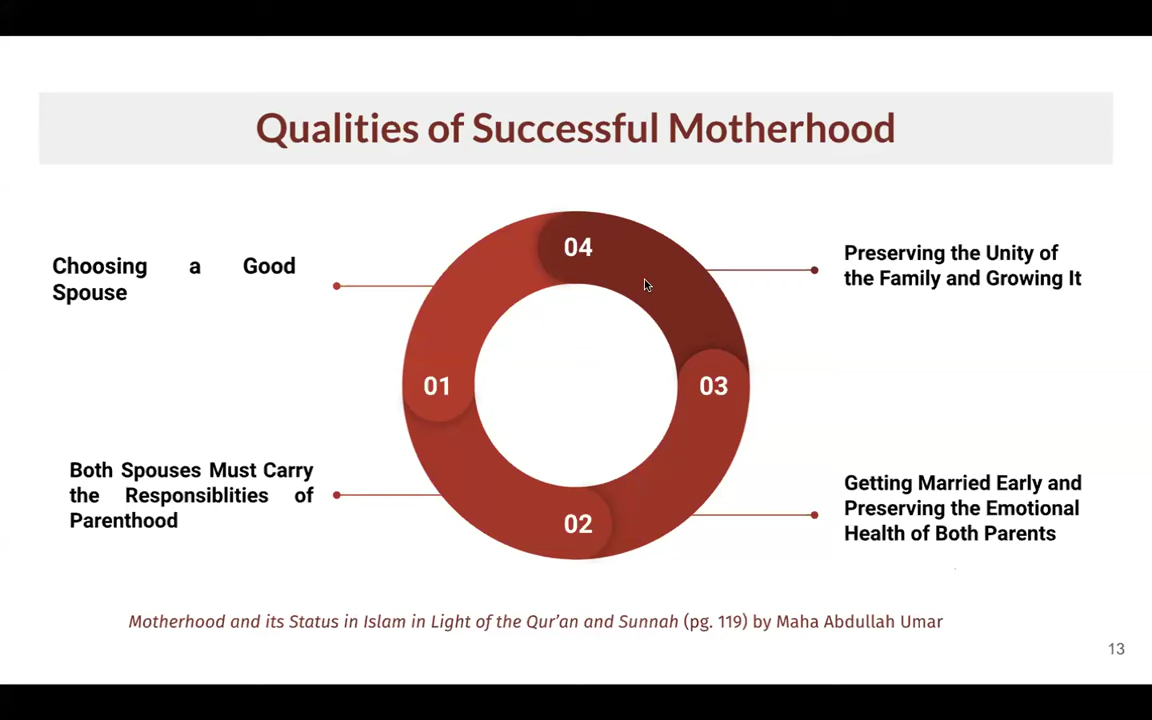 Qualities of Successful Motherhood
Choosing a Good
Spouse
01
Both Spouses Must Carry
the Responsiblities of
Parenthood
02
Getting Married Early and
Preserving the Emotional
Health of Both Parents
03
Preserving the Unity of
the Family and Growing It
04
Motherhood and its Status in Islam in Light of the Qur’an and Sunnah (pg. 119) by Maha Abdullah Umar
13